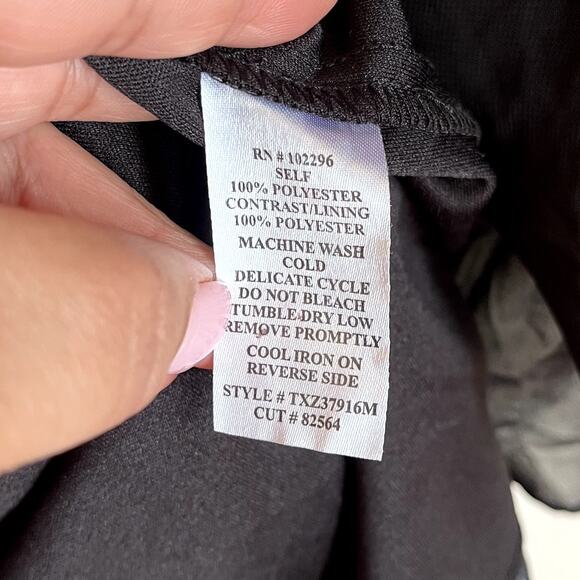 RN # 102296
SELF
100% POLYESTER
CONTRAST/LINING
100% POLYESTER
MACHINE WASH
COLD
DELICATE CYCLE
DO NOT BLEACH
TUMBLE DRY LOW
REMOVE PROMPTLY
COOL IRON ON
REVERSE SIDE
STYLE # TXZ37916M
CUT # 82564